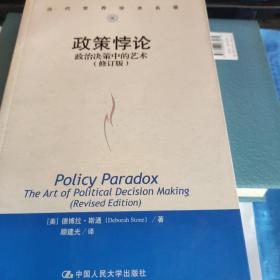 当代世界学术名著
政策悖论
政治决策中的艺术
（修订版）
Policy Paradox
The Art of Political Decision Making
(Revised Edition)
[美] 德博拉·斯通（Deborah Stone）著
顾建光／译
中国人民大学出版社